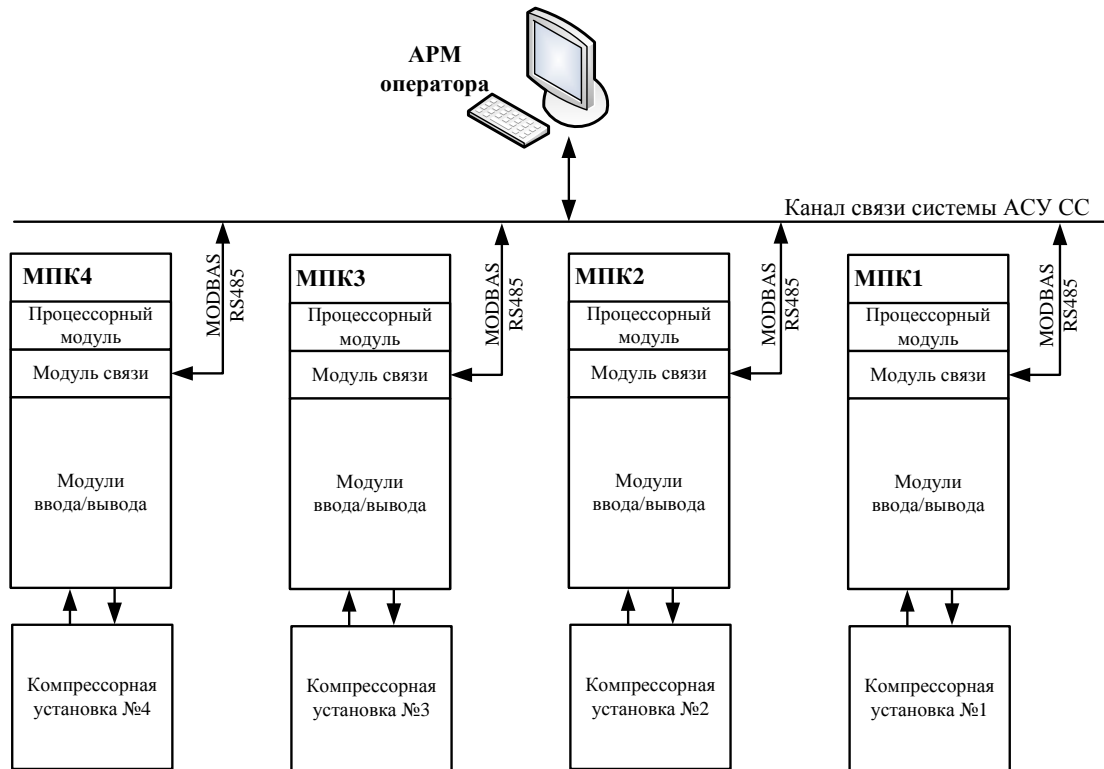 АРМ
оператора
Канал связи системы АСУ СС
МПК4
Процессорный
модуль
Модуль связи
Модули
ввода/вывода
MODBAS
RS485
Компрессорная
установка №4
МПК3
Процессорный
модуль
Модуль связи
Модули
ввода/вывода
MODBAS
RS485
Компрессорная
установка №3
МПК2
Процессорный
модуль
Модуль связи
Модули
ввода/вывода
MODBAS
RS485
Компрессорная
установка №2
МПК1
Процессорный
модуль
Модуль связи
Модули
ввода/вывода
MODBAS
RS485
Компрессорная
установка №1